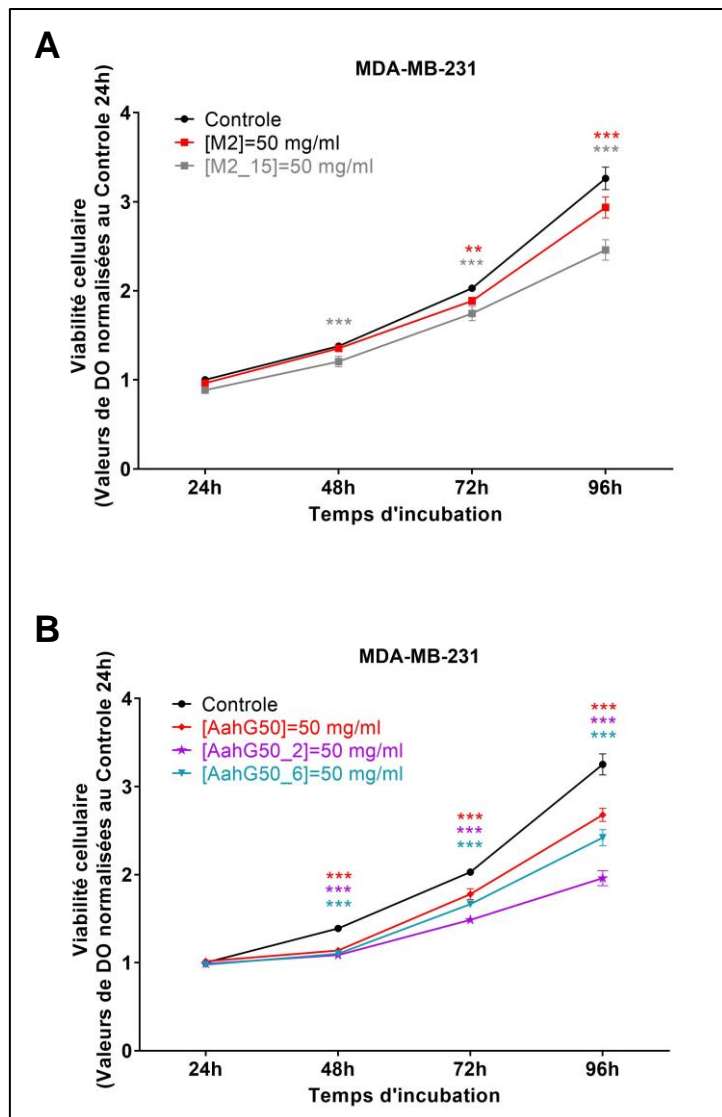 A
MDA-MB-231
Viabilité cellulaire
(Valeurs de DO normalisées au Controle 24h)
4
3
2
1
0
Controle
[M2]=50 mg/ml
[M2_15]=50 mg/ml
***
**
***
***
***
24h 48h 72h 96h
Temps d'incubation
B
MDA-MB-231
Viabilité cellulaire
(Valeurs de DO normalisées au Controle 24h)
4
3
2
1
0
Controle
[AahG50]=50 mg/ml
[AahG50_2]=50 mg/ml
[AahG50_6]=50 mg/ml
***
***
***
***
***
***
***
***
***
24h 48h 72h 96h
Temps d'incubation